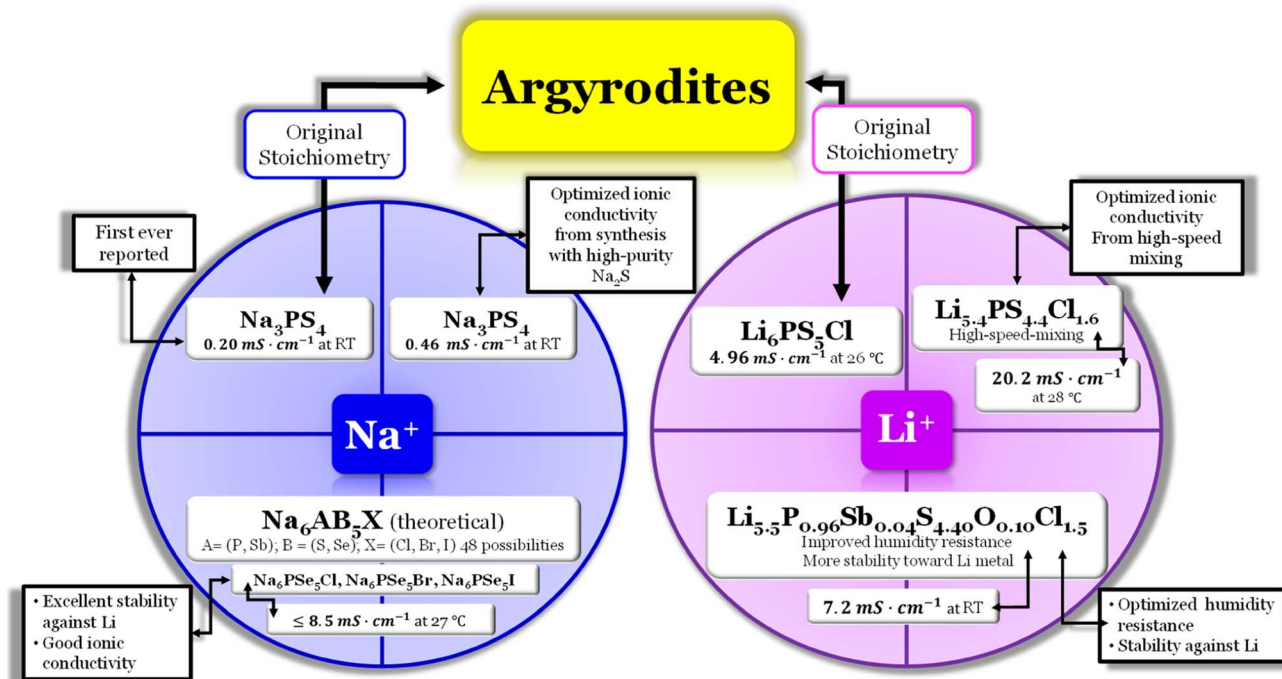 Argyrodites
Original
Stoichiometry
Original
Stoichiometry
First ever
reported
Optimized ionic
conductivity
from synthesis
with high-purity
Na₂S
Na₃PS₄
0.20 mS · cm⁻¹ at RT
Na₃PS₄
0.46 mS · cm⁻¹ at RT
Na⁺
Na₆AB₅X (theoretical)
A= (P, Sb); B = (S, Se); X= (Cl, Br, I) 48 possibilities
Na₆PSe₅Cl, Na₆PSe₅Br, Na₆PSe₅I
≤ 8.5 mS · cm⁻¹ at 27 °C
• Excellent stability
against Li
• Good ionic
conductivity
Optimized ionic
conductivity
From high-speed
mixing
Li₆PS₅Cl
4.96 mS · cm⁻¹ at 26 °C
Li₅.₄PS₄.₄Cl₁.₆
High-speed-mixing
20.2 mS · cm⁻¹
at 28 °C
Li⁺
Li₅.₅P₀.₉₆Sb₀.₀₄S₄.₄₀O₀.₁₀Cl₁.₅
Improved humidity resistance
More stability toward Li metal
7.2 mS · cm⁻¹ at RT
• Optimized humidity
resistance
• Stability against Li